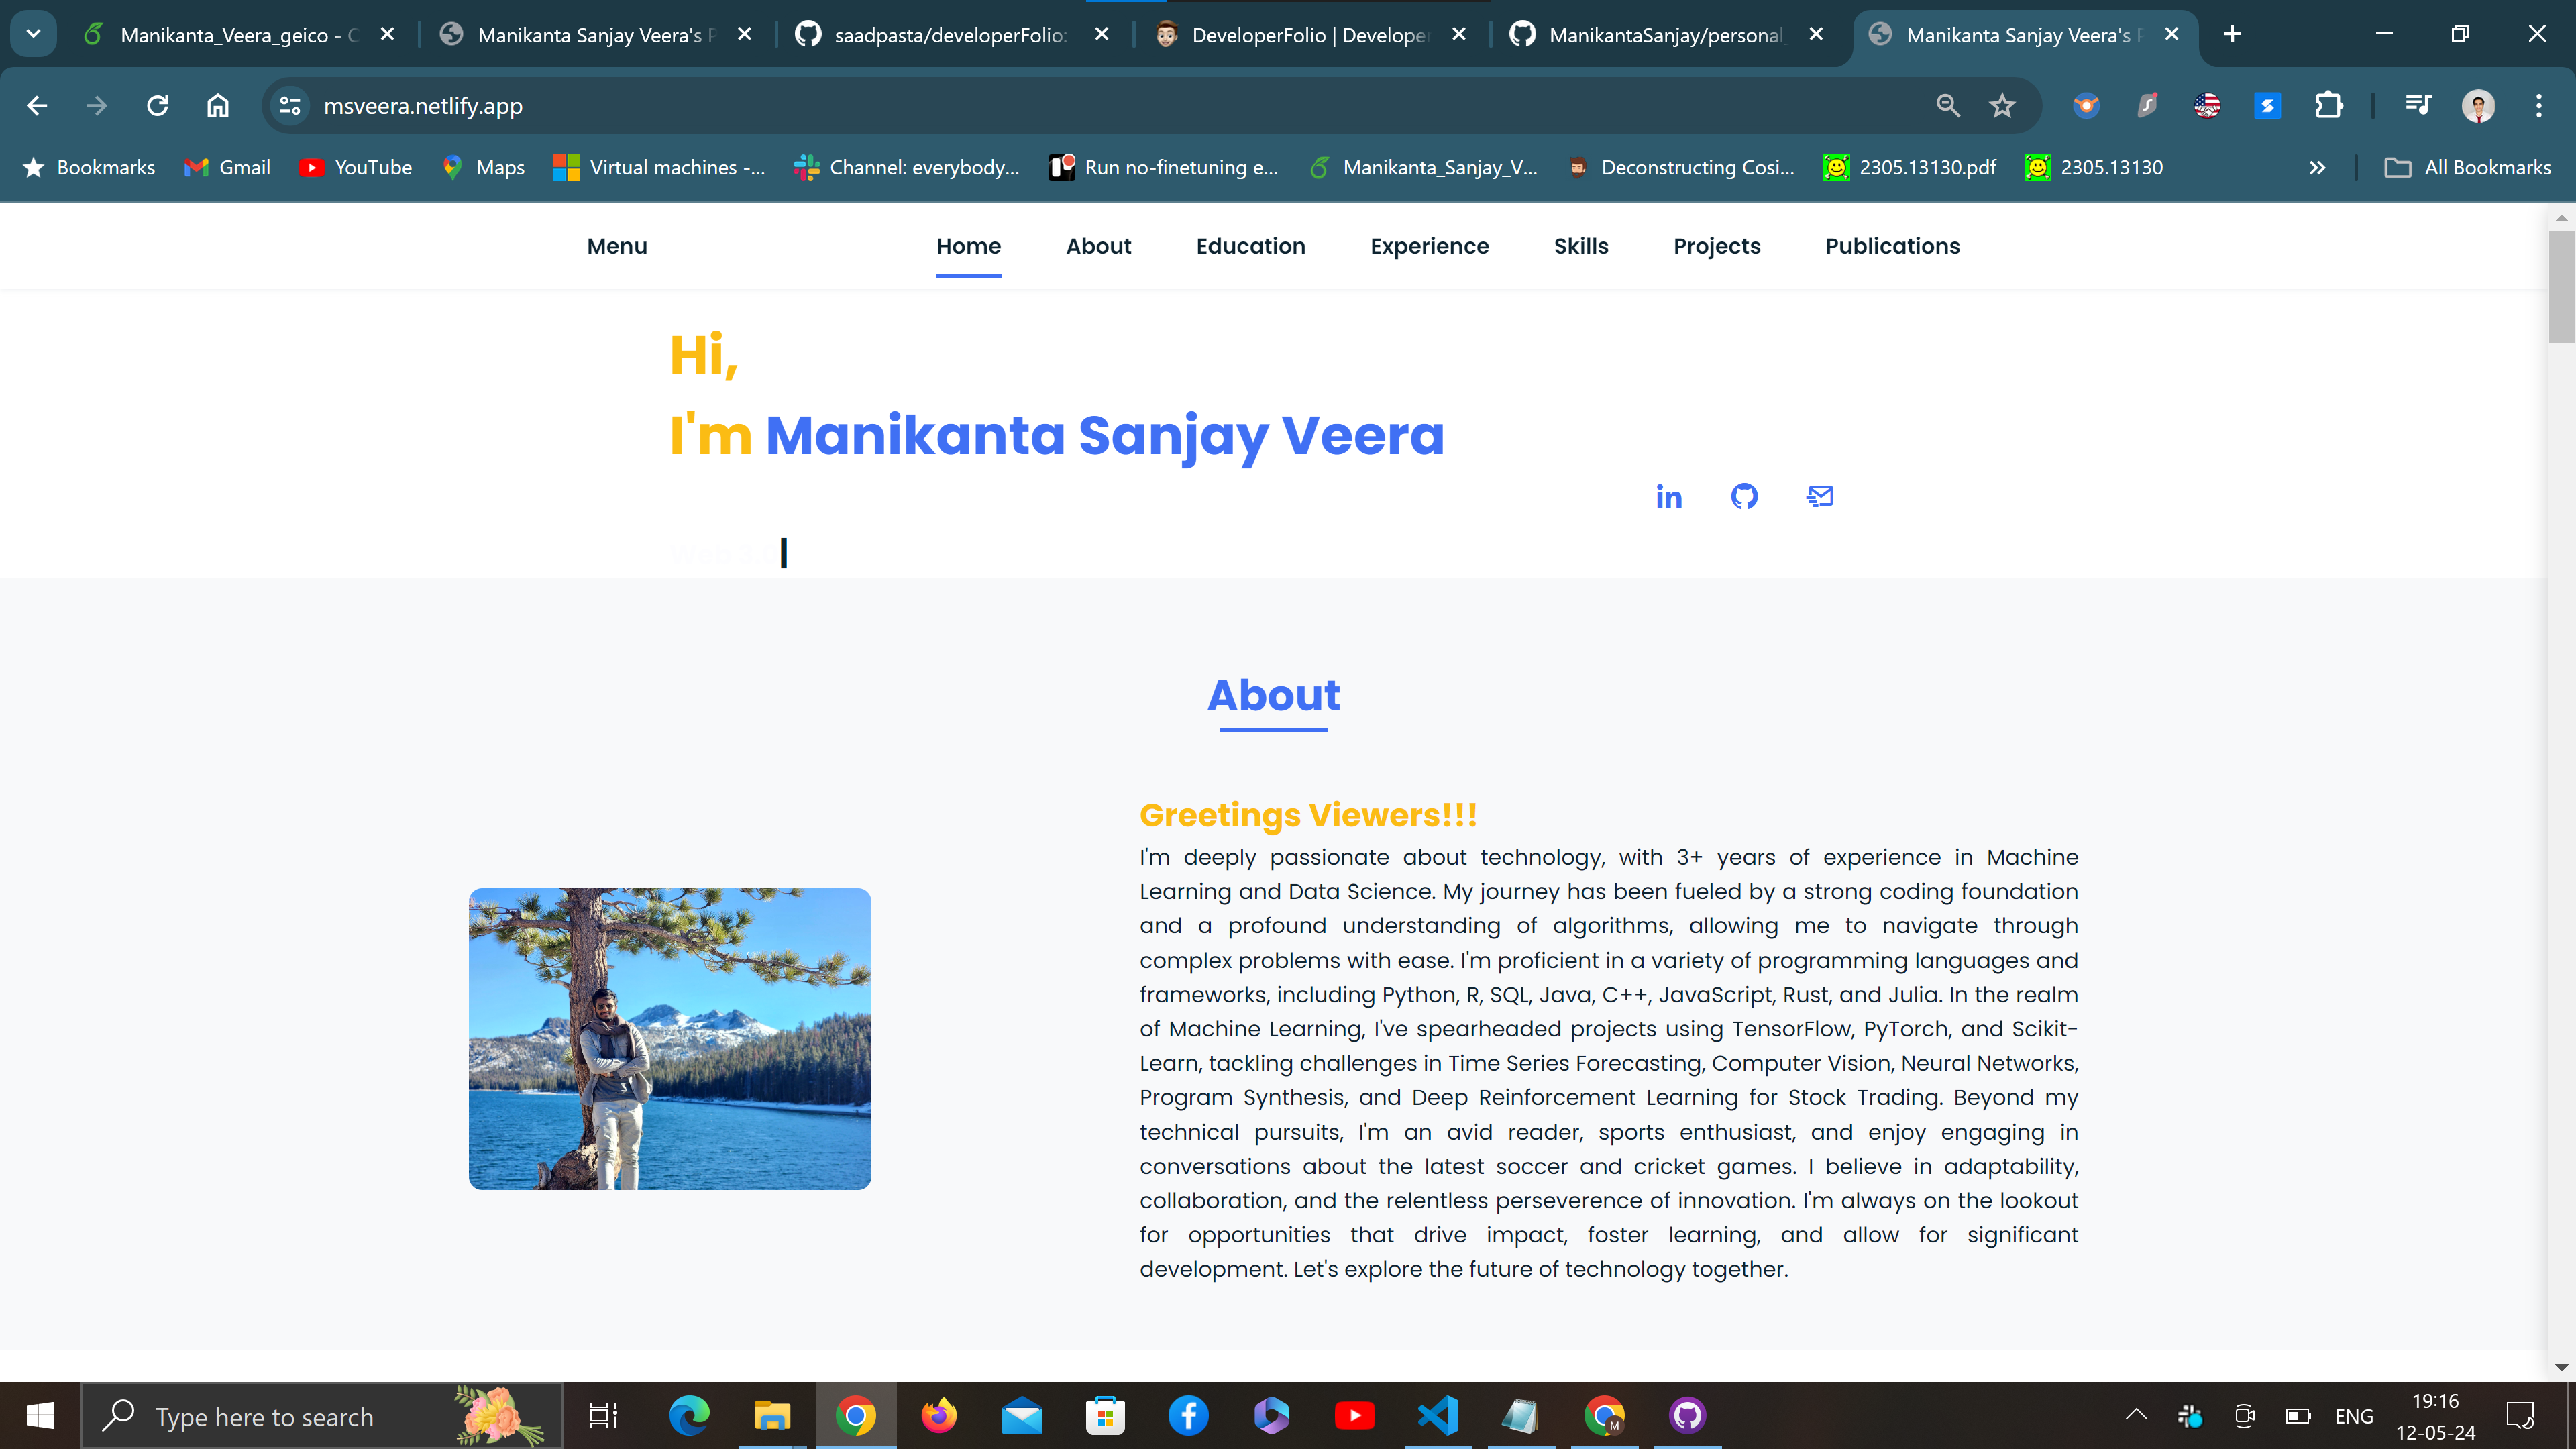 Manikanta_Veera_geico - O
Manikanta Sanjay Veera's P
saadpasta/developerFolio:
DeveloperFolio | Developer
ManikantaSanjay/personal_
Manikanta Sanjay Veera's P
msveera.netlify.app
Bookmarks
Gmail
YouTube
Maps
Virtual machines -...
Channel: everybody...
Run no-finetuning e...
Manikanta_Sanjay_V...
Deconstructing Cosi...
2305.13130.pdf
2305.13130
All Bookmarks
Menu
Home
About
Education
Experience
Skills
Projects
Publications
Hi,
I'm Manikanta Sanjay Veera
in
About
Greetings Viewers!!!
I'm deeply passionate about technology, with 3+ years of experience in Machine
Learning and Data Science. My journey has been fueled by a strong coding foundation
and a profound understanding of algorithms, allowing me to navigate through
complex problems with ease. I'm proficient in a variety of programming languages and
frameworks, including Python, R, SQL, Java, C++, JavaScript, Rust, and Julia. In the realm
of Machine Learning, I've spearheaded projects using TensorFlow, PyTorch, and Scikit-
Learn, tackling challenges in Time Series Forecasting, Computer Vision, Neural Networks,
Program Synthesis, and Deep Reinforcement Learning for Stock Trading. Beyond my
technical pursuits, I'm an avid reader, sports enthusiast, and enjoy engaging in
conversations about the latest soccer and cricket games. I believe in adaptability,
collaboration, and the relentless perseverence of innovation. I'm always on the lookout
for opportunities that drive impact, foster learning, and allow for significant
development. Let's explore the future of technology together.
Type here to search
M
ENG
19:16
12-05-24